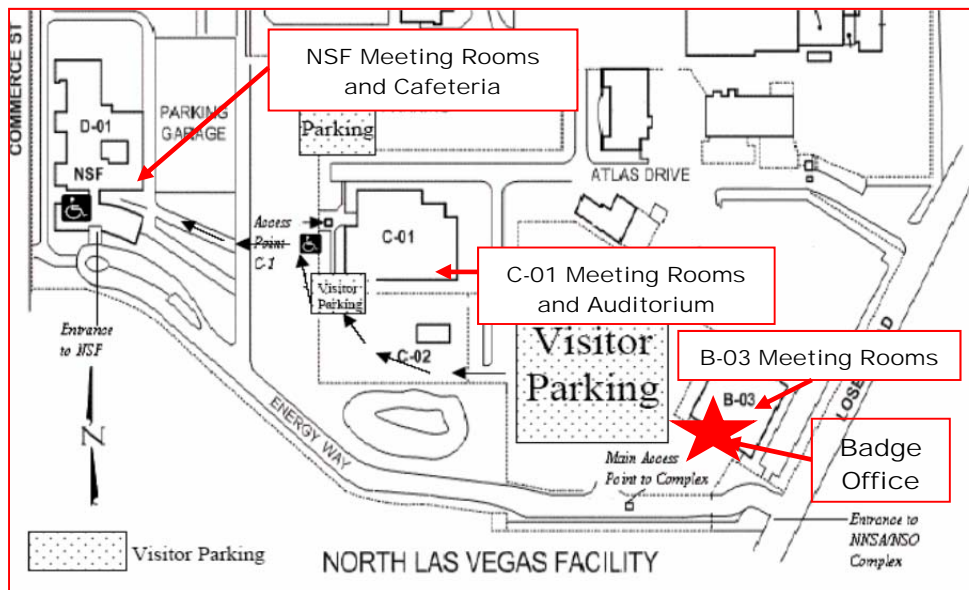 COMMERCE ST
NSF Meeting Rooms
and Cafeteria
D-01
NSF
PARKING
GARAGE
Parking
ATLAS DRIVE
Access
Point
C-1
C-01
Visitor
Parking
C-01 Meeting Rooms
and Auditorium
C-02
Visitor
Parking
B-03 Meeting Rooms
B-03
Badge
Office
Entrance
to NSF
N
ENERGY WAY
Main Access
Point to Complex
Entrance to
NNSA/NSO
Complex
Visitor Parking
NORTH LAS VEGAS FACILITY